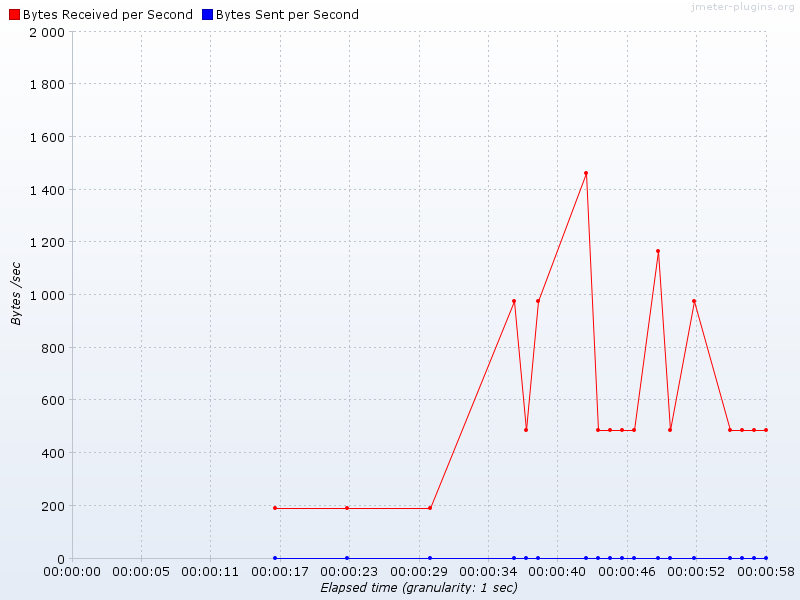 jmeter-plugins.org
Bytes Received per Second Bytes Sent per Second
2 000
1 800
1 600
1 400
1 200
1 000
800
600
400
200
0
Bytes /sec
00:00:00 00:00:05 00:00:11 00:00:17 00:00:23 00:00:29 00:00:34 00:00:40 00:00:46 00:00:52 00:00:58
Elapsed time (granularity: 1 sec)